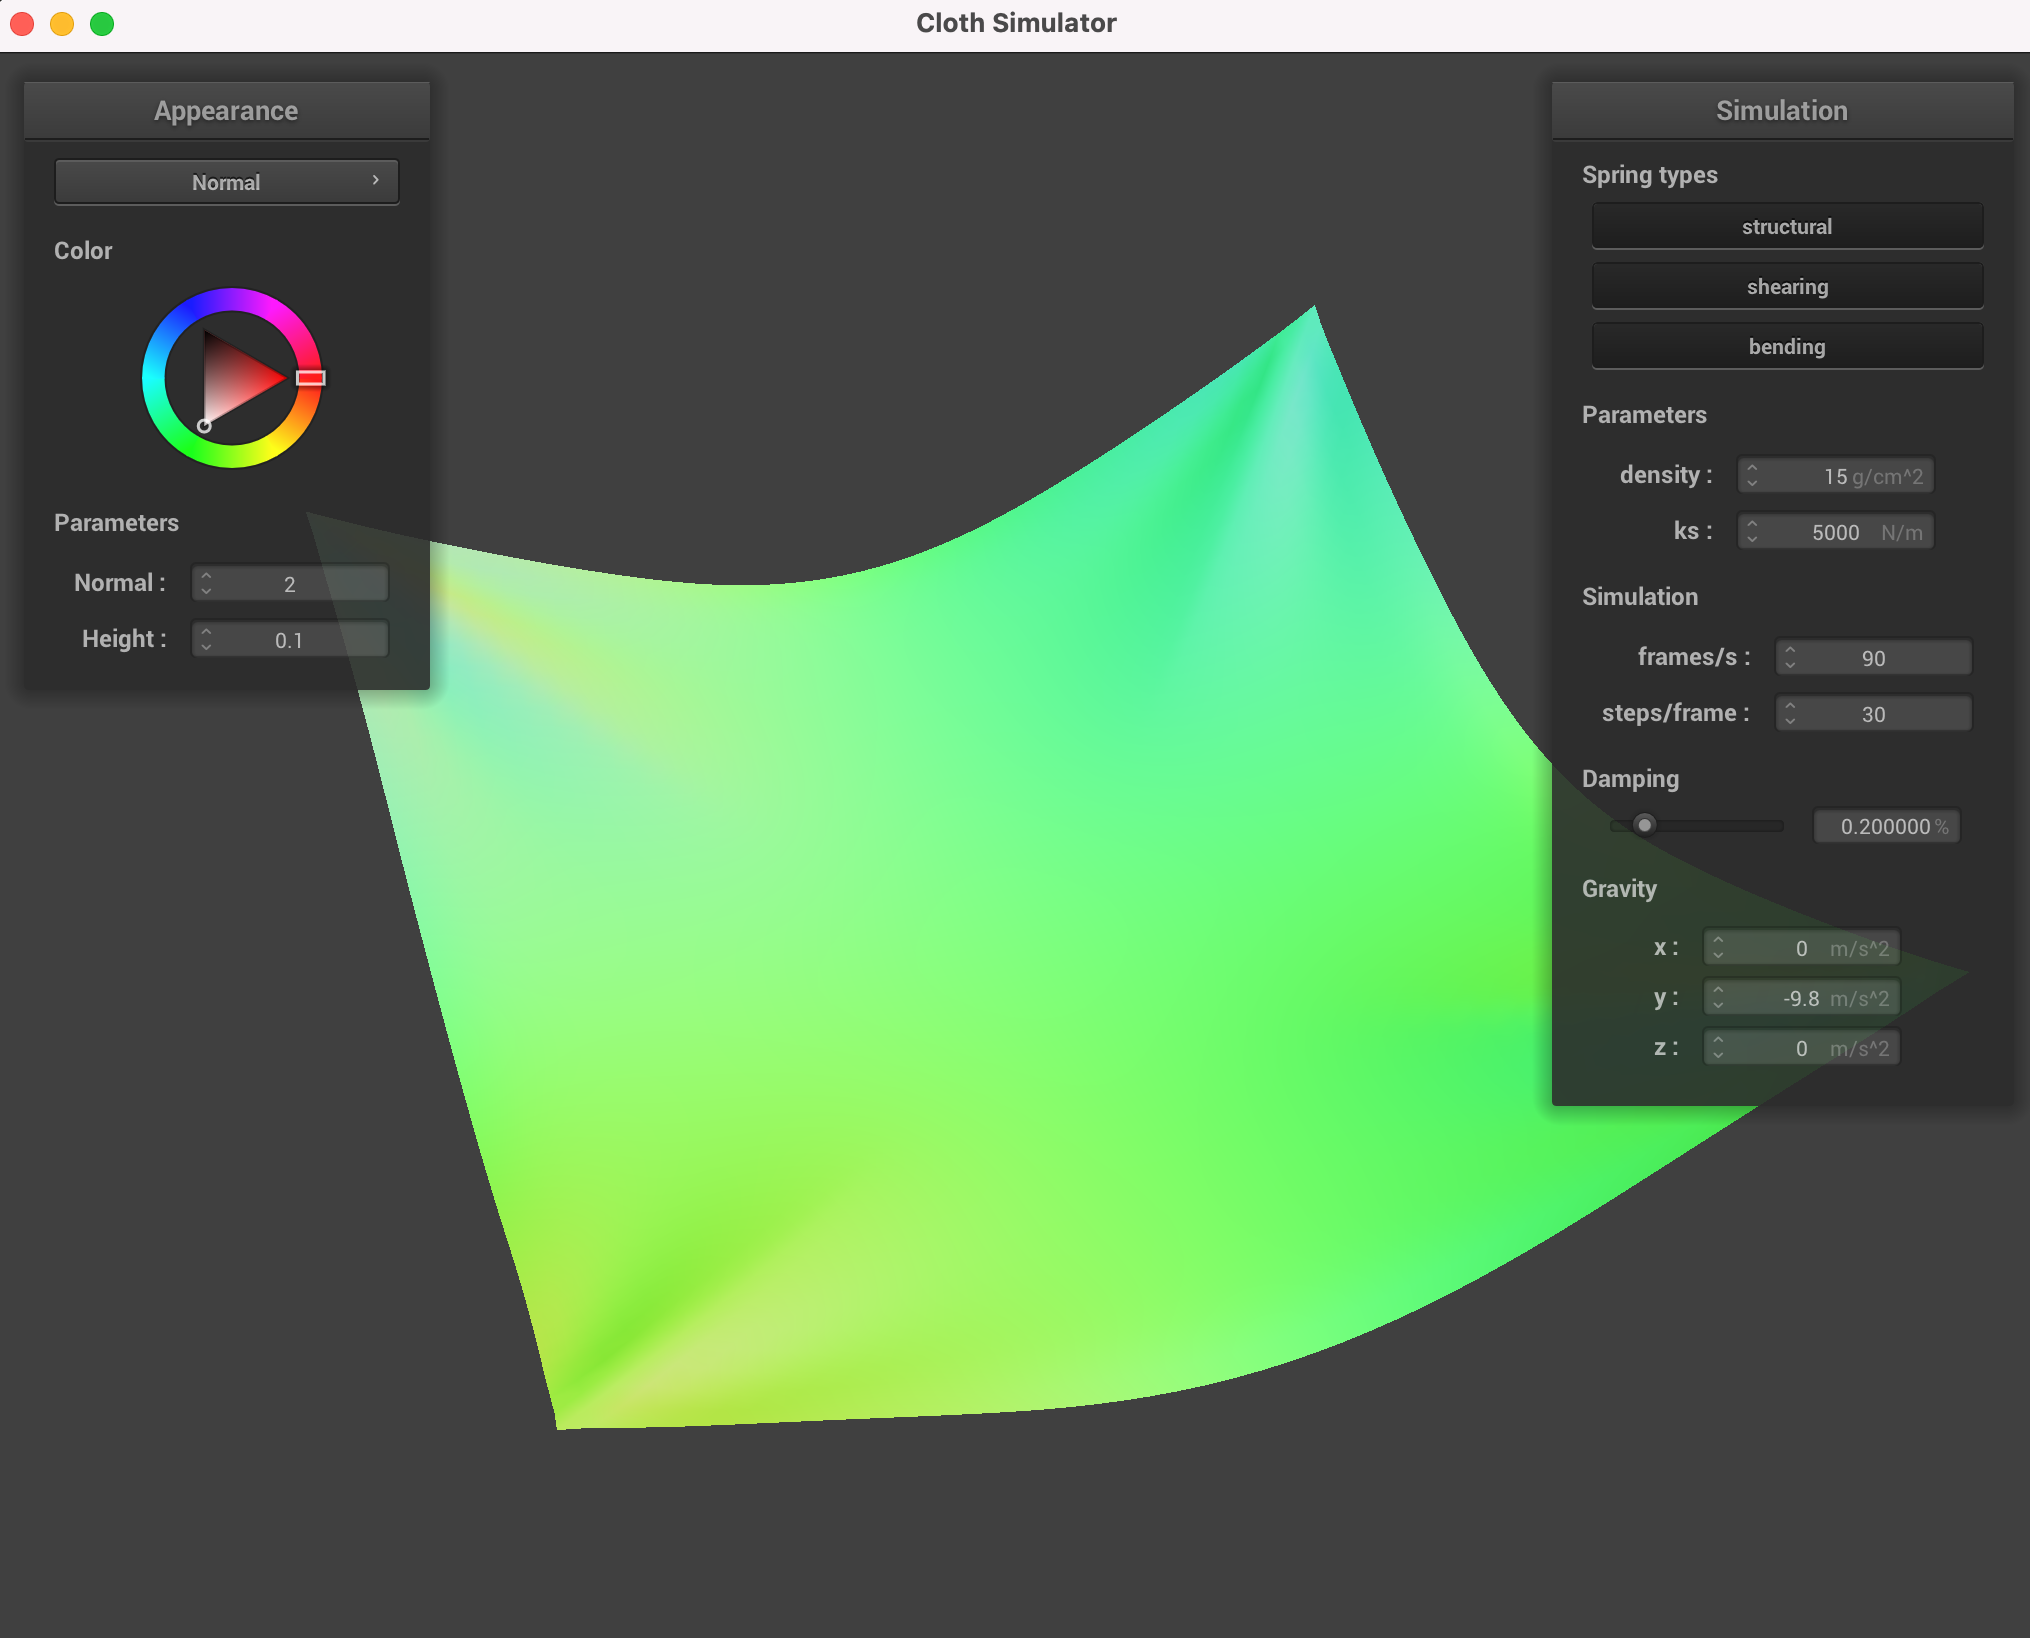 Cloth Simulator
Appearance
Normal
Color
Parameters
Normal : 2
Height : 0.1
Simulation
Spring types
structural
shearing
bending
Parameters
density : 15 g/cm^2
ks : 5000 N/m
Simulation
frames/s : 90
steps/frame : 30
Damping
0.200000 %
Gravity
x : 0 m/s^2
y : -9.8 m/s^2
z : 0 m/s^2